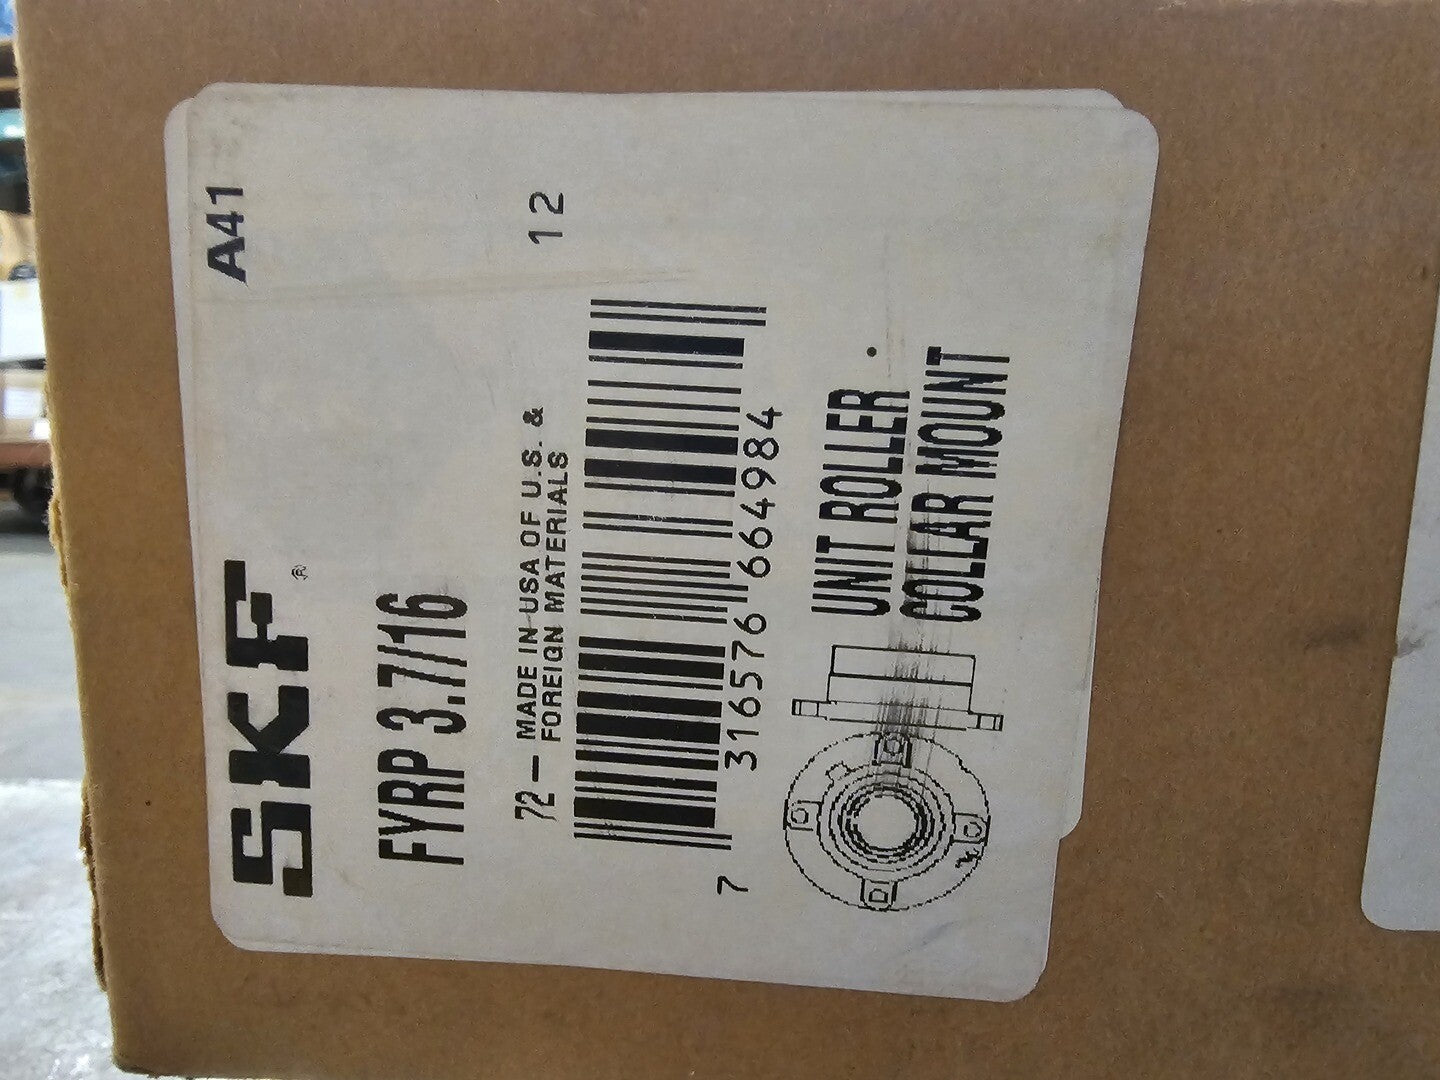 A41
SKF®
FYRP 3.7/16
72 – MADE IN USA OF U.S. &
FOREIGN MATERIALS
12
7 316576 664984
UNIT ROLLER
COLLAR MOUNT